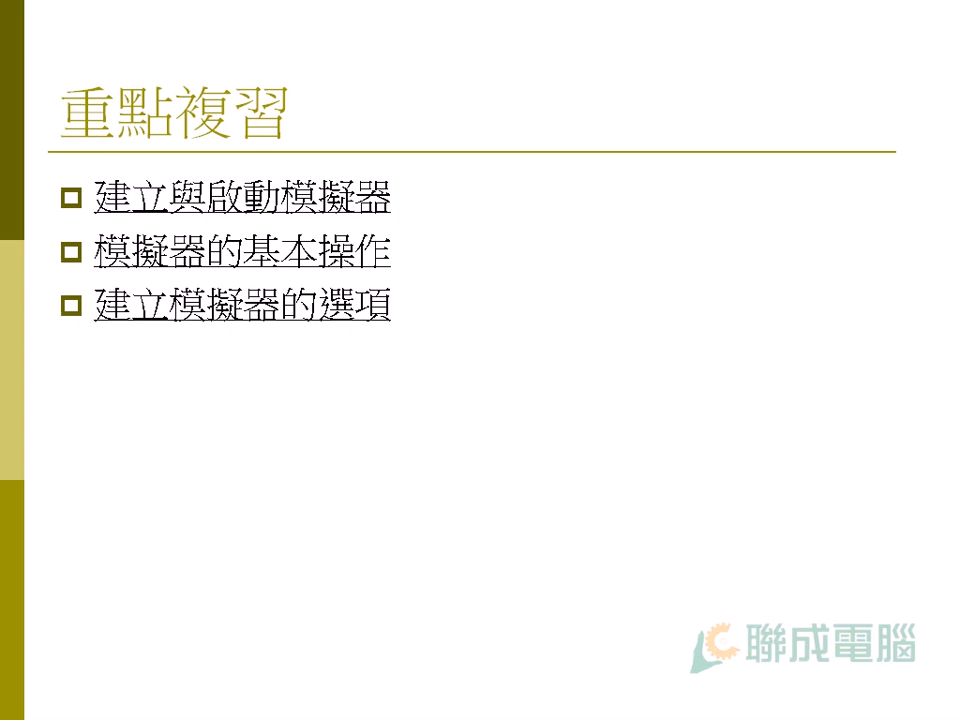 重點複習
建立與啟動模擬器
模擬器的基本操作
建立模擬器的選項
聯成電腦